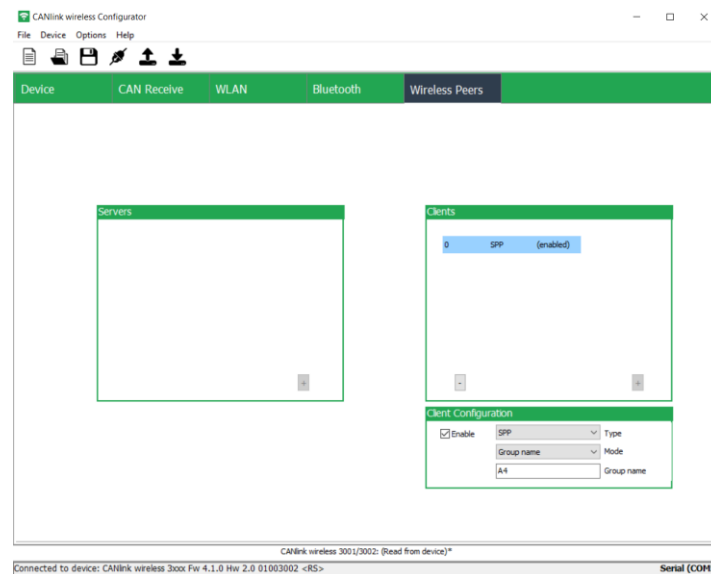 CANlink wireless Configurator
File Device Options Help
Device CAN Receive WLAN Bluetooth Wireless Peers
Servers
Clients
0 SPP (enabled)
+
- +
Client Configuration
Enable SPP Type
Group name Mode
A4 Group name
CANlink wireless 3001/3002: (Read from device)*
Connected to device: CANlink wireless 3xxx Fw 4.1.0 Hw 2.0 01003002 <RS> Serial (COM